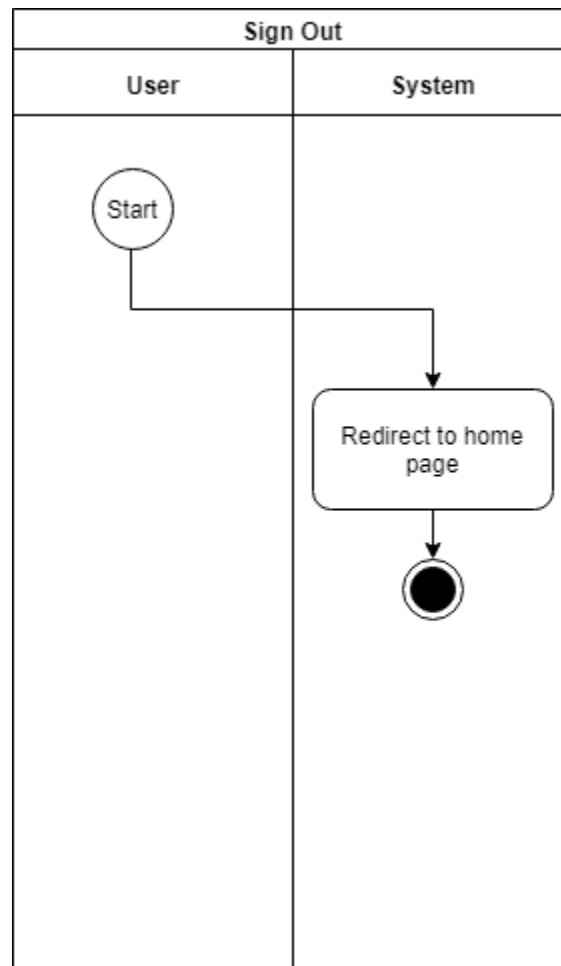 Sign Out
User
System
Start
Redirect to home
page